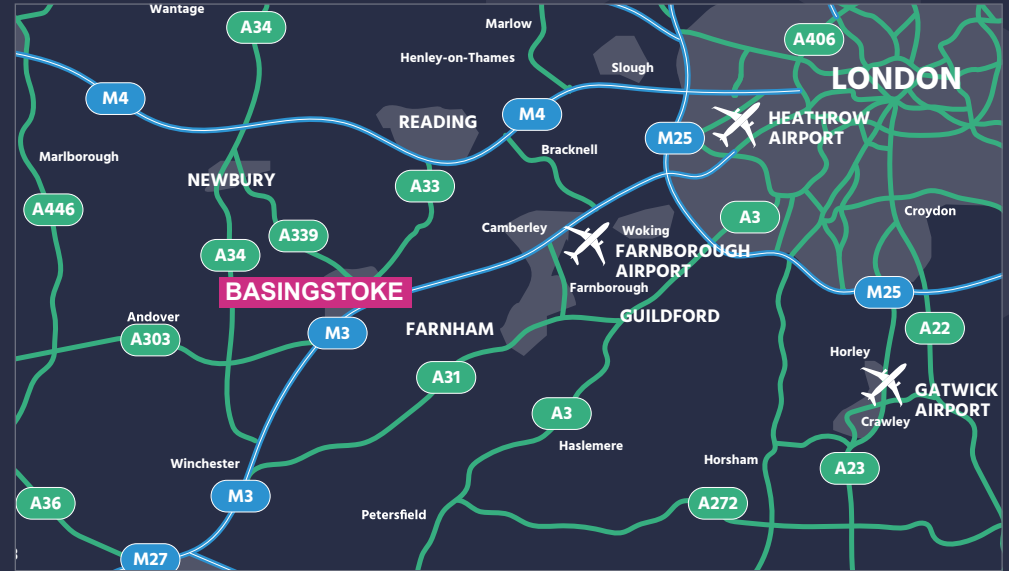 Wantage
A34
Marlow
A406
Henley-on-Thames
Slough
LONDON
M4
M4
READING
HEATHROW
AIRPORT
M25
Bracknell
Marlborough
NEWBURY
A33
A446
A3
Croydon
A339
Camberley
Woking
A34
FARNBOROUGH
AIRPORT
BASINGSTOKE
Farnborough
M25
Andover
GUILDFORD
A303
M3
FARNHAM
A22
Horley
A31
GATWICK
AIRPORT
A3
Crawley
Haslemere
Winchester
Horsham
A23
M3
A36
A272
Petersfield
M27